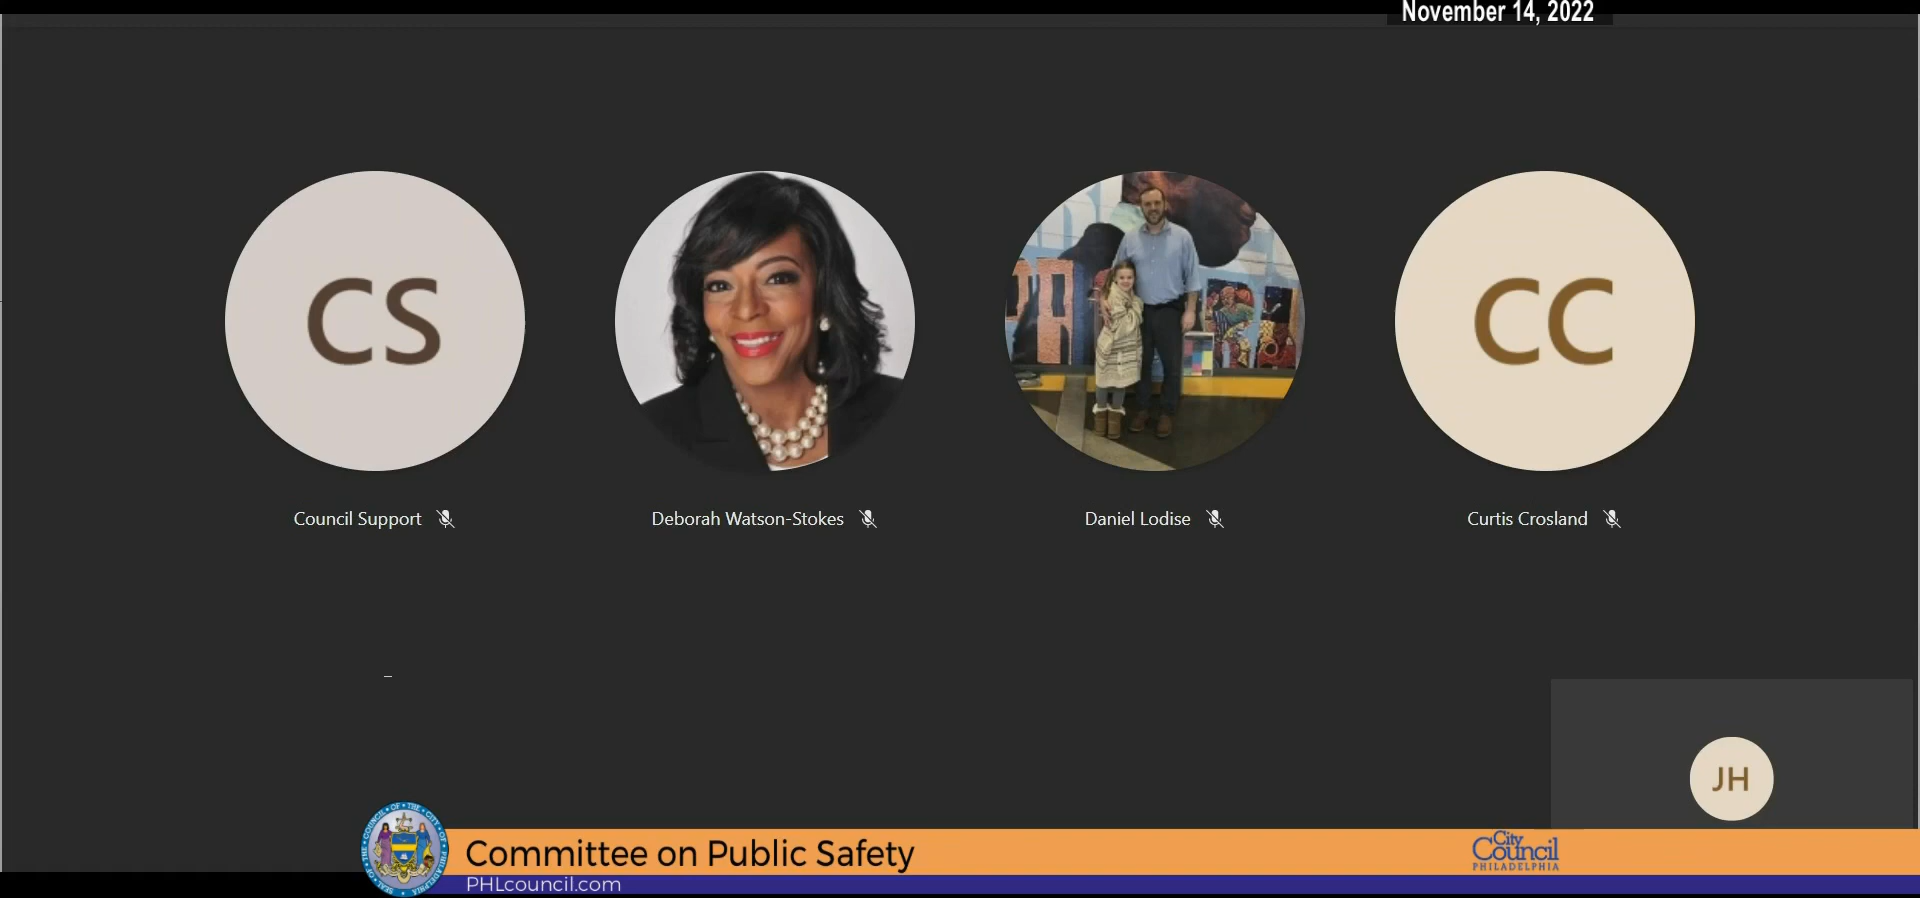 November 14, 2022
CS
CC
Council Support
Deborah Watson-Stokes
Daniel Lodise
Curtis Crosland
JH
Committee on Public Safety
City
Council
PHILADELPHIA
PHLcouncil.com